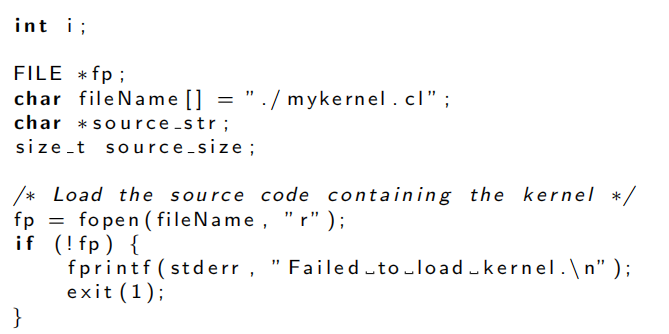 int i;
FILE *fp;
char fileName[] = "./mykernel.cl";
char *source_str;
size_t source_size;
/* Load the source code containing the kernel */
fp = fopen(fileName, "r");
if (!fp) {
fprintf(stderr, "Failed␣to␣load␣kernel.\n");
exit(1);
}